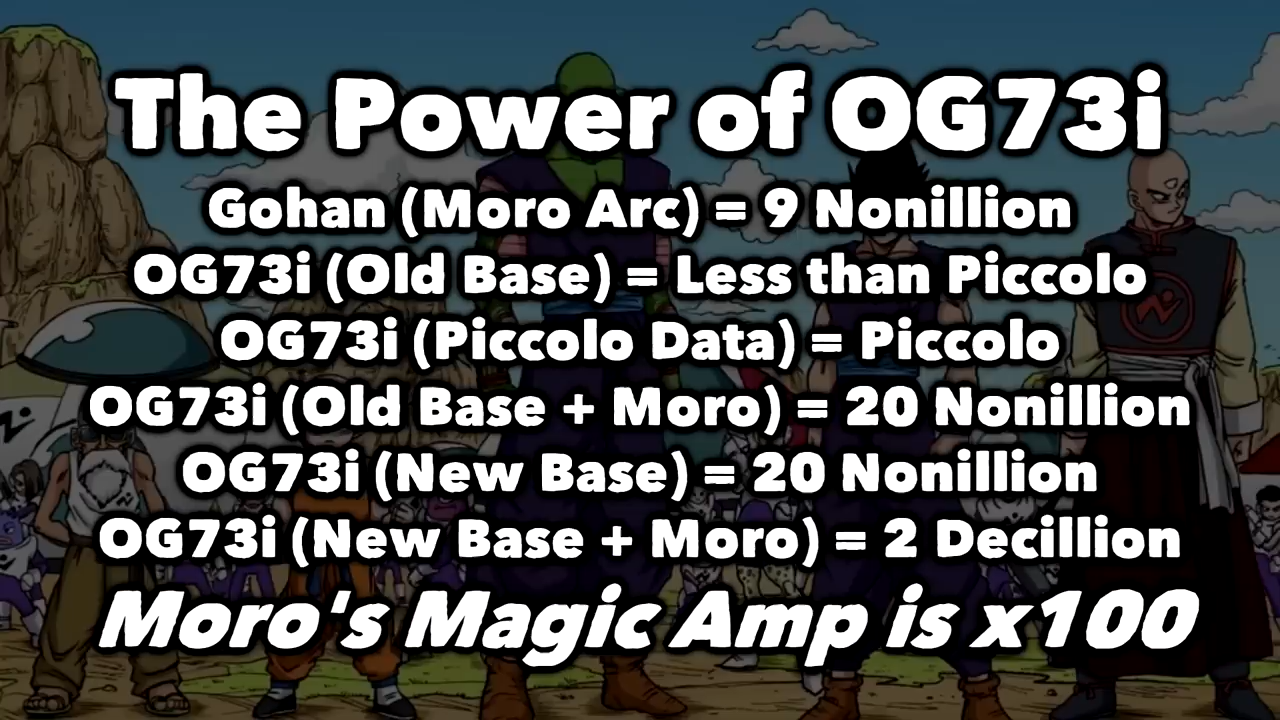 The Power of OG73i
Gohan (Moro Arc) = 9 Nonillion
OG73i (Old Base) = Less than Piccolo
OG73i (Piccolo Data) = Piccolo
OG73i (Old Base + Moro) = 20 Nonillion
OG73i (New Base) = 20 Nonillion
OG73i (New Base + Moro) = 2 Decillion
Moro's Magic Amp is x100